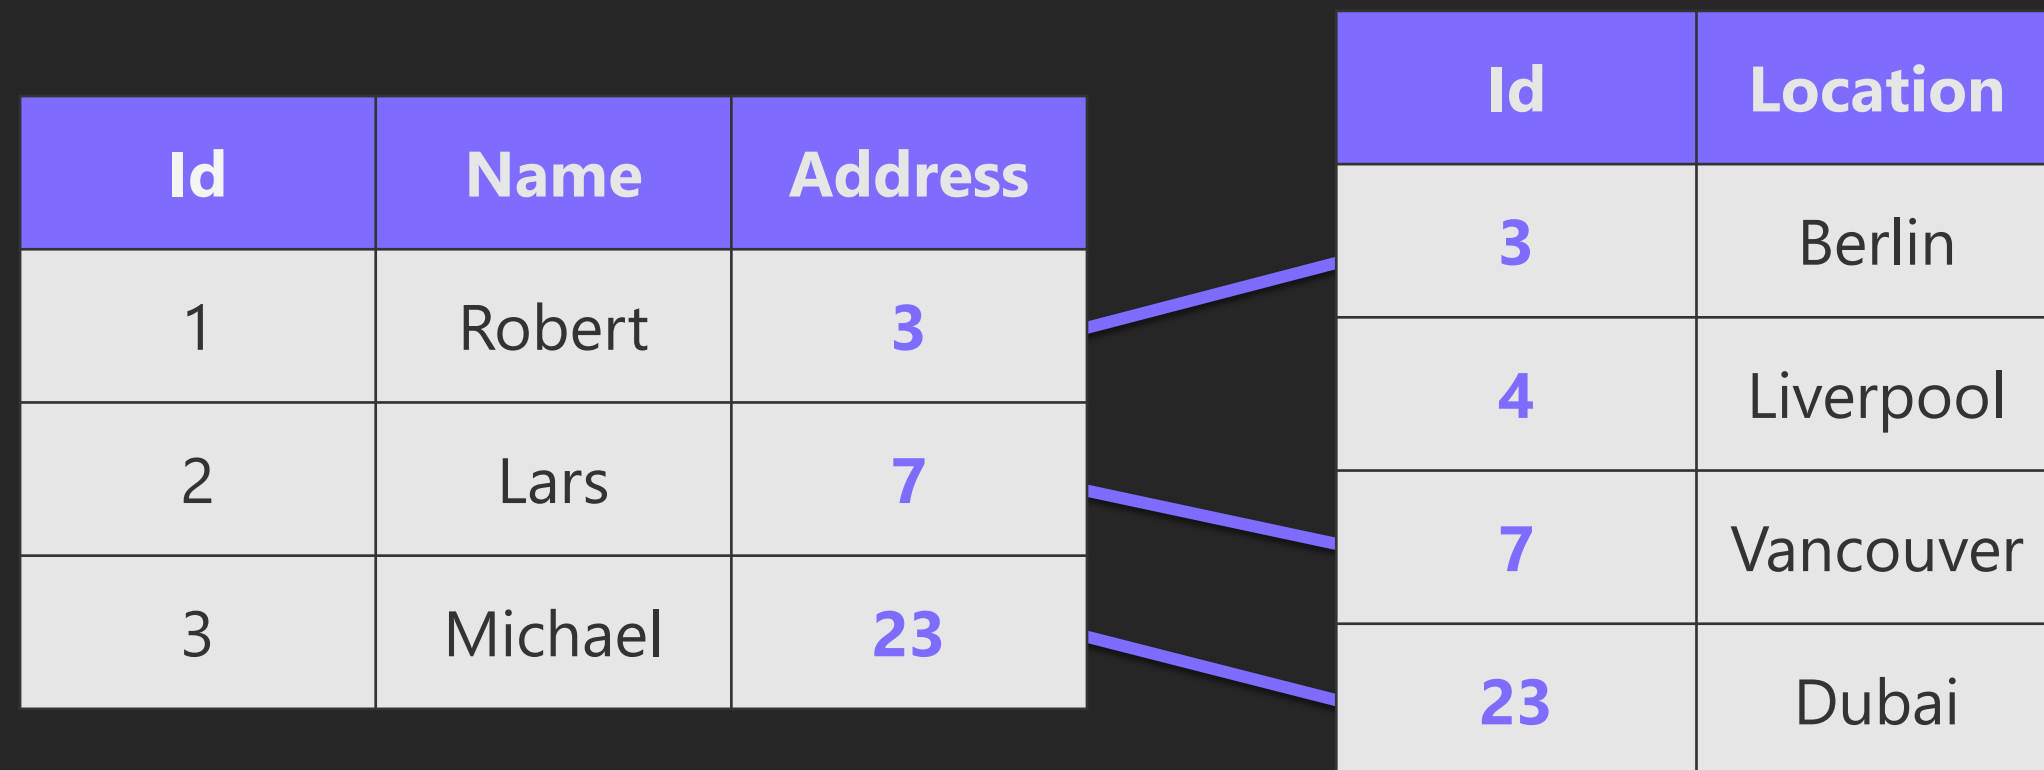 Id Name Address
1 Robert 3
2 Lars 7
3 Michael 23
Id Location
3 Berlin
4 Liverpool
7 Vancouver
23 Dubai